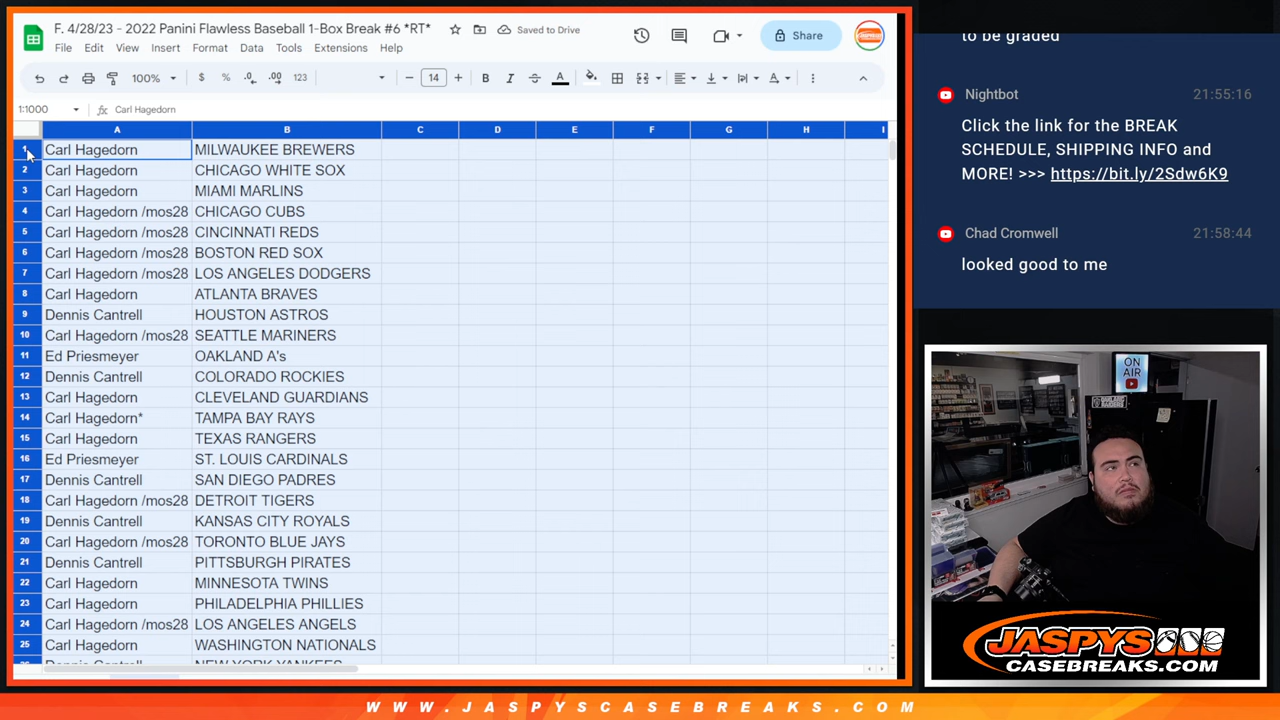 F. 4/28/23 - 2022 Panini Flawless Baseball 1-Box Break #6 *RT*
Saved to Drive
File Edit View Insert Format Data Tools Extensions Help
Share
100% $ % .0 .00 123 14 B I A
1:1000 fx Carl Hagedorn
A B C D E F G H I
1 Carl Hagedorn MILWAUKEE BREWERS
2 Carl Hagedorn CHICAGO WHITE SOX
3 Carl Hagedorn MIAMI MARLINS
4 Carl Hagedorn /mos28 CHICAGO CUBS
5 Carl Hagedorn /mos28 CINCINNATI REDS
6 Carl Hagedorn /mos28 BOSTON RED SOX
7 Carl Hagedorn /mos28 LOS ANGELES DODGERS
8 Carl Hagedorn ATLANTA BRAVES
9 Dennis Cantrell HOUSTON ASTROS
10 Carl Hagedorn /mos28 SEATTLE MARINERS
11 Ed Priesmeyer OAKLAND A's
12 Dennis Cantrell COLORADO ROCKIES
13 Carl Hagedorn CLEVELAND GUARDIANS
14 Carl Hagedorn* TAMPA BAY RAYS
15 Carl Hagedorn TEXAS RANGERS
16 Ed Priesmeyer ST. LOUIS CARDINALS
17 Dennis Cantrell SAN DIEGO PADRES
18 Carl Hagedorn /mos28 DETROIT TIGERS
19 Dennis Cantrell KANSAS CITY ROYALS
20 Carl Hagedorn /mos28 TORONTO BLUE JAYS
21 Dennis Cantrell PITTSBURGH PIRATES
22 Carl Hagedorn MINNESOTA TWINS
23 Carl Hagedorn PHILADELPHIA PHILLIES
24 Carl Hagedorn /mos28 LOS ANGELES ANGELS
25 Carl Hagedorn WASHINGTON NATIONALS
Dennis Cantrell NEW YORK YANKEES
to be graded
Nightbot 21:55:16
Click the link for the BREAK
SCHEDULE, SHIPPING INFO and
MORE! >>> https://bit.ly/2Sdw6K9
Chad Cromwell 21:58:44
looked good to me
ON
AIR
JASPYS
CASEBREAKS.COM
WWW.JASPYSCASEBREAKS.COM